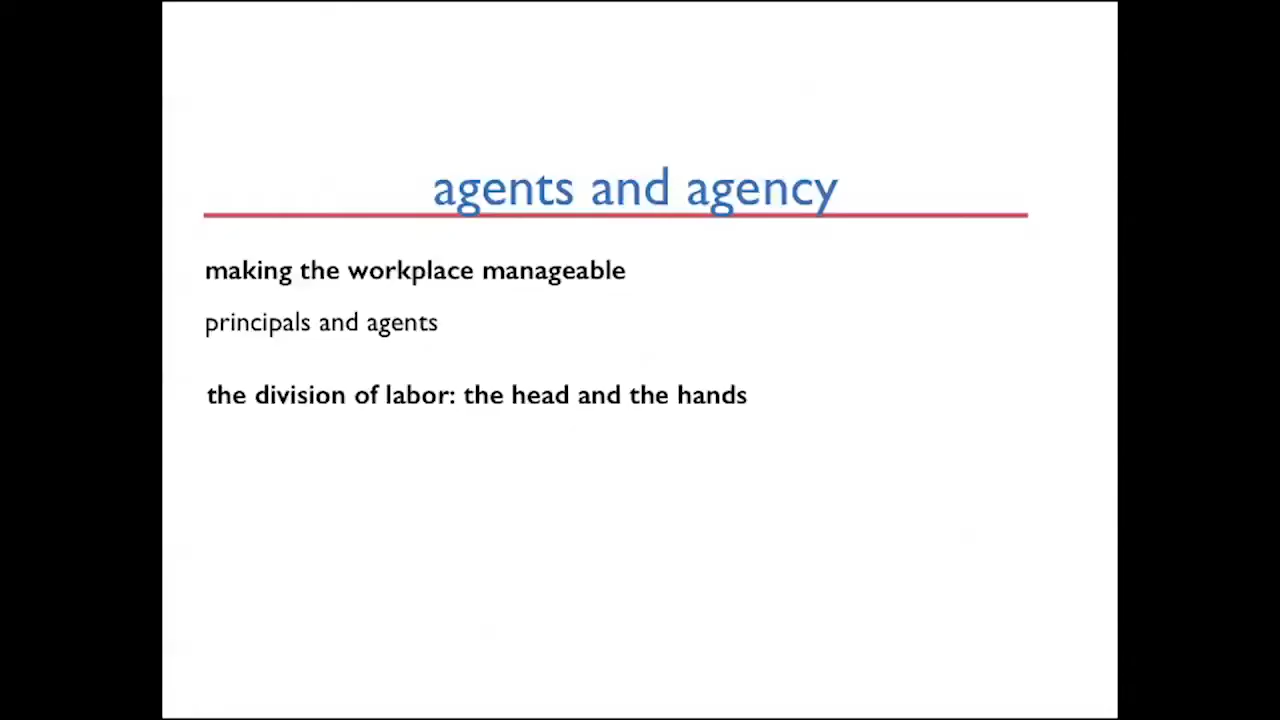 agents and agency
making the workplace manageable
principals and agents
the division of labor: the head and the hands